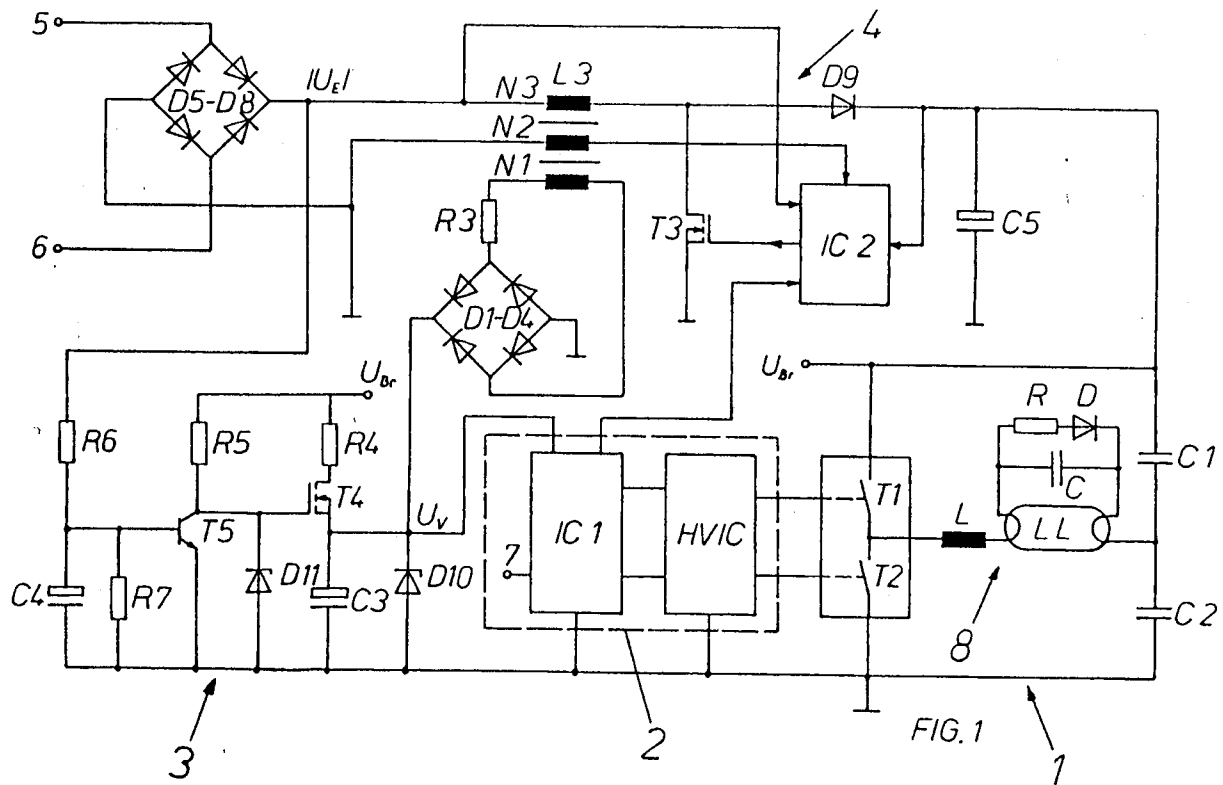 5
D5-D8
|U_E|
6
N3
L3
N2
N1
4
D9
R3
T3
IC 2
C5
D1-D4
U_Br
U_Br
R6
R5
R4
T4
T5
U_V
D11
D10
C4
R7
C3
7
IC 1
HVIC
T1
T2
R
D
C
L
LL
C1
C2
8
3
2
1
FIG. 1